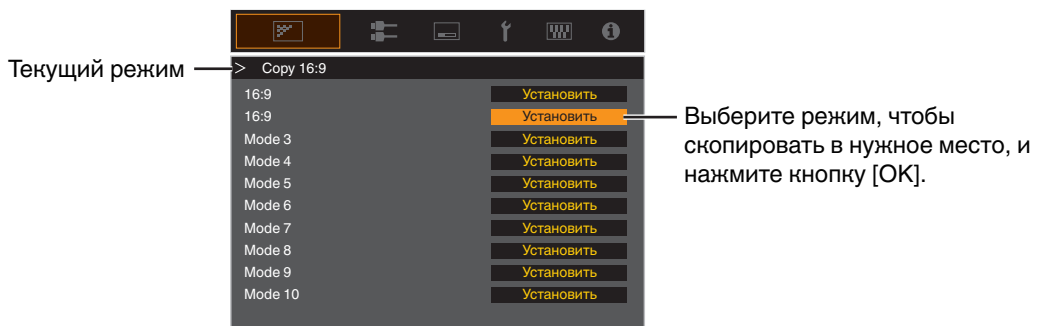 Текущий режим
> Copy 16:9
16:9 Установить
16:9 Установить
Mode 3 Установить
Mode 4 Установить
Mode 5 Установить
Mode 6 Установить
Mode 7 Установить
Mode 8 Установить
Mode 9 Установить
Mode 10 Установить
Выберите режим, чтобы
скопировать в нужное место, и
нажмите кнопку [OK].